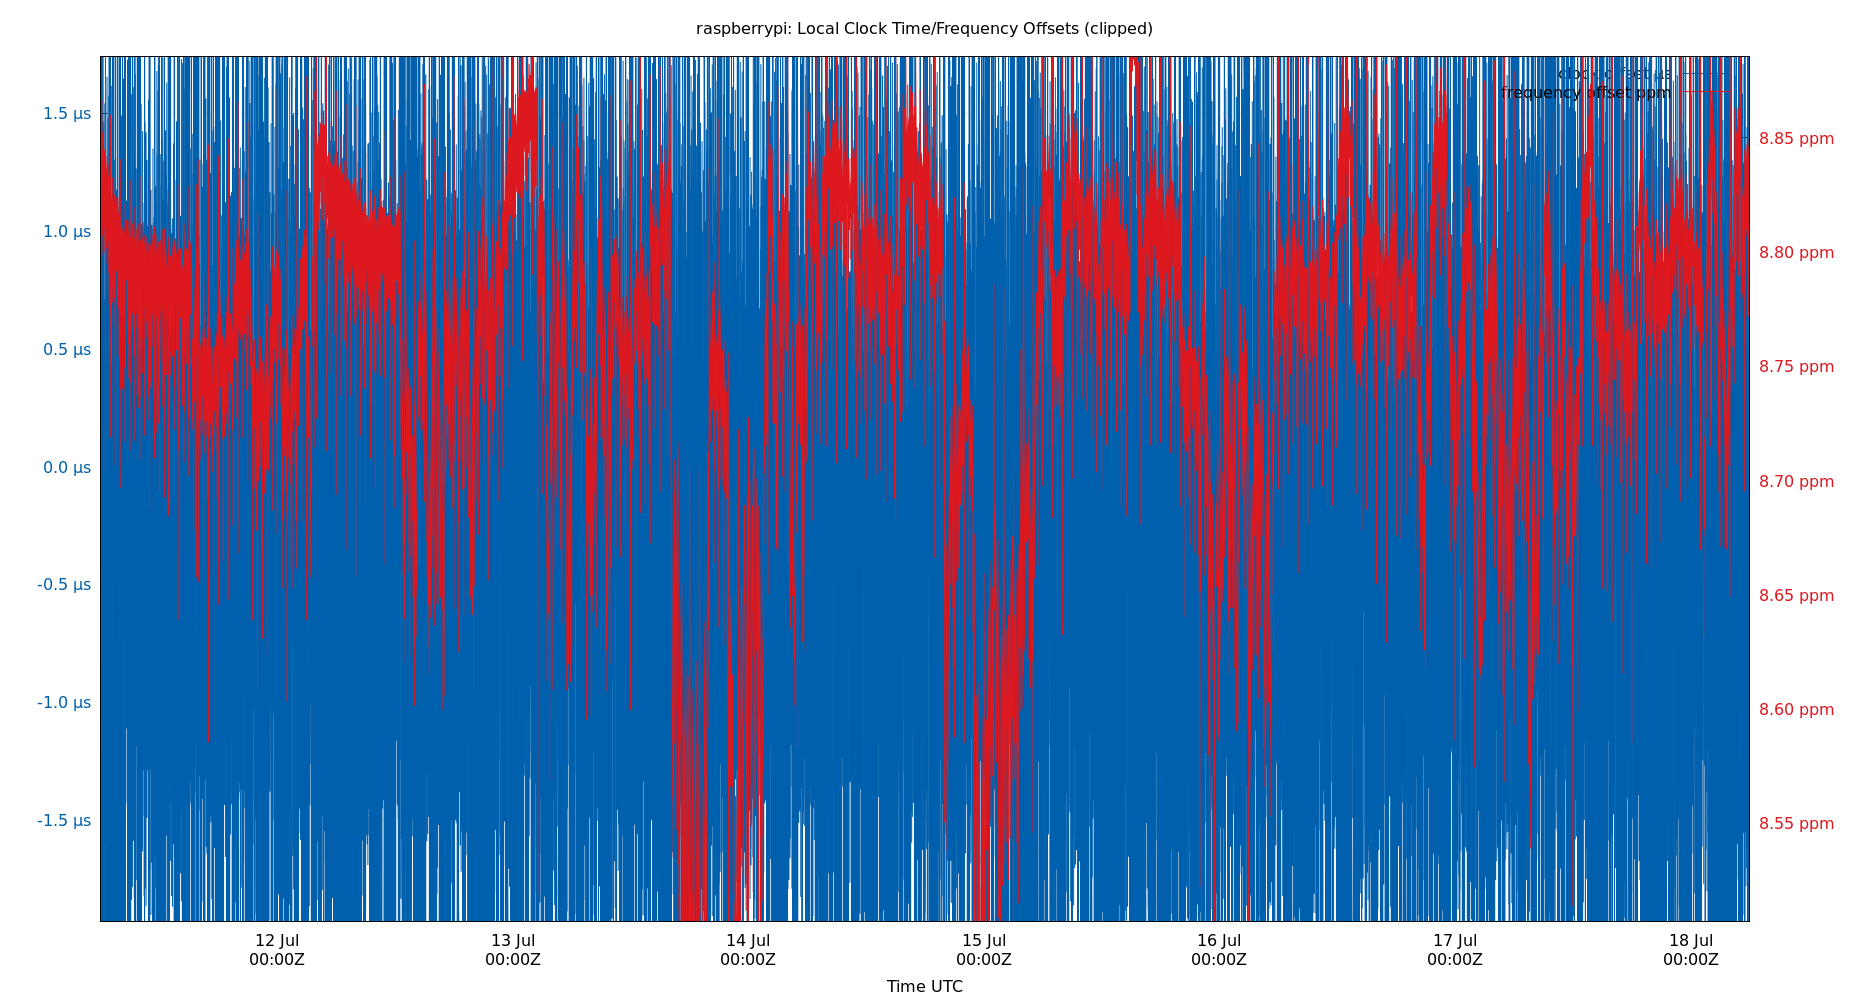 raspberrypi: Local Clock Time/Frequency Offsets (clipped)
clock offset µs
frequency offset ppm
1.5 µs
1.0 µs
0.5 µs
0.0 µs
-0.5 µs
-1.0 µs
-1.5 µs
8.85 ppm
8.80 ppm
8.75 ppm
8.70 ppm
8.65 ppm
8.60 ppm
8.55 ppm
12 Jul 13 Jul 14 Jul 15 Jul 16 Jul 17 Jul 18 Jul
00:00Z 00:00Z 00:00Z 00:00Z 00:00Z 00:00Z 00:00Z
Time UTC